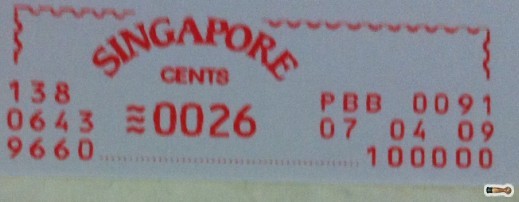 SINGAPORE
CENTS
138 PBB 0091
0643 ≋0026 07 04 09
9660 100000